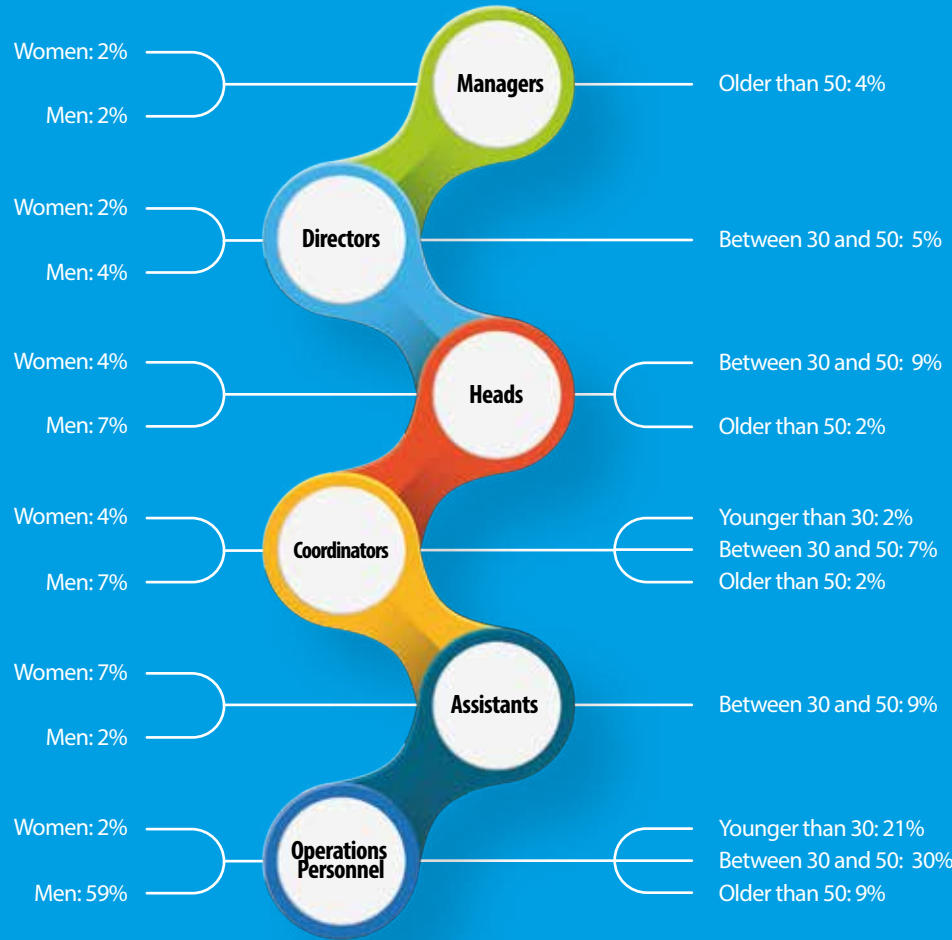 Women: 2%
Men: 2%
Managers
Older than 50: 4%
Women: 2%
Men: 4%
Directors
Between 30 and 50: 5%
Women: 4%
Men: 7%
Heads
Between 30 and 50: 9%
Older than 50: 2%
Women: 4%
Men: 7%
Coordinators
Younger than 30: 2%
Between 30 and 50: 7%
Older than 50: 2%
Women: 7%
Men: 2%
Assistants
Between 30 and 50: 9%
Women: 2%
Men: 59%
Operations
Personnel
Younger than 30: 21%
Between 30 and 50: 30%
Older than 50: 9%